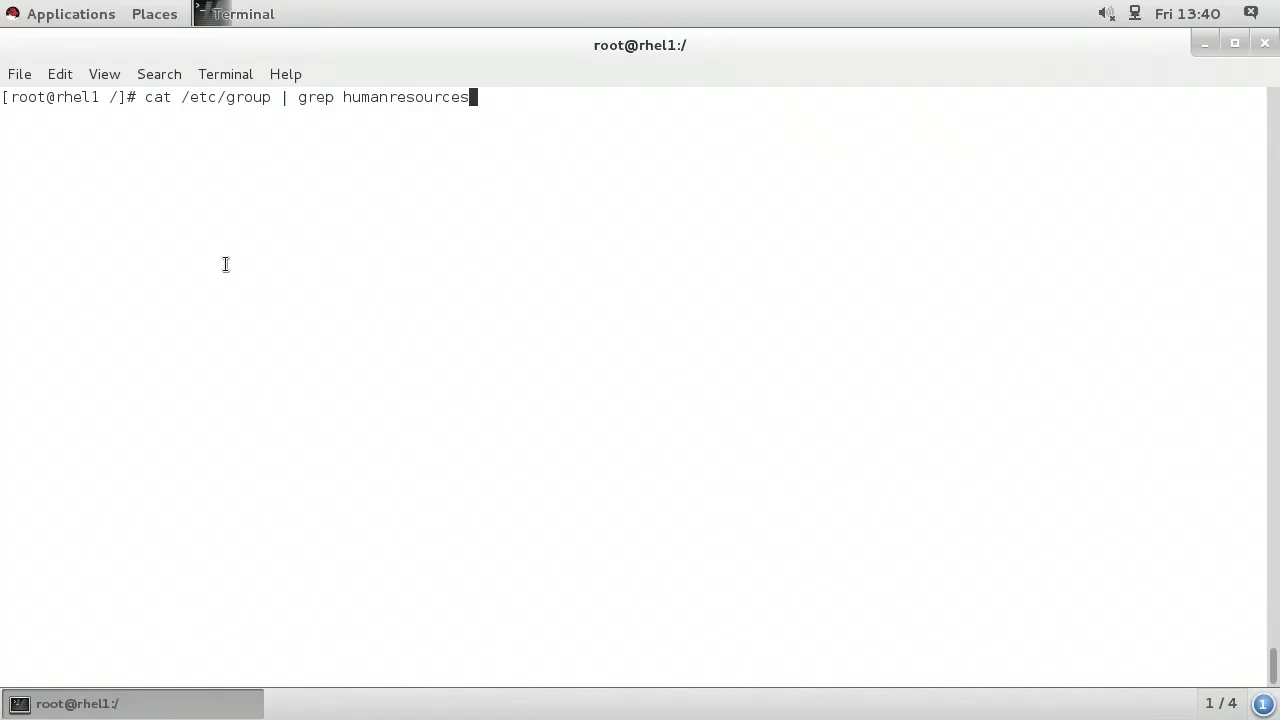 Applications Places Terminal Fri 13:40
root@rhel1:/
File Edit View Search Terminal Help
[root@rhel1 /]# cat /etc/group | grep humanresources
root@rhel1:/ 1 / 4 1